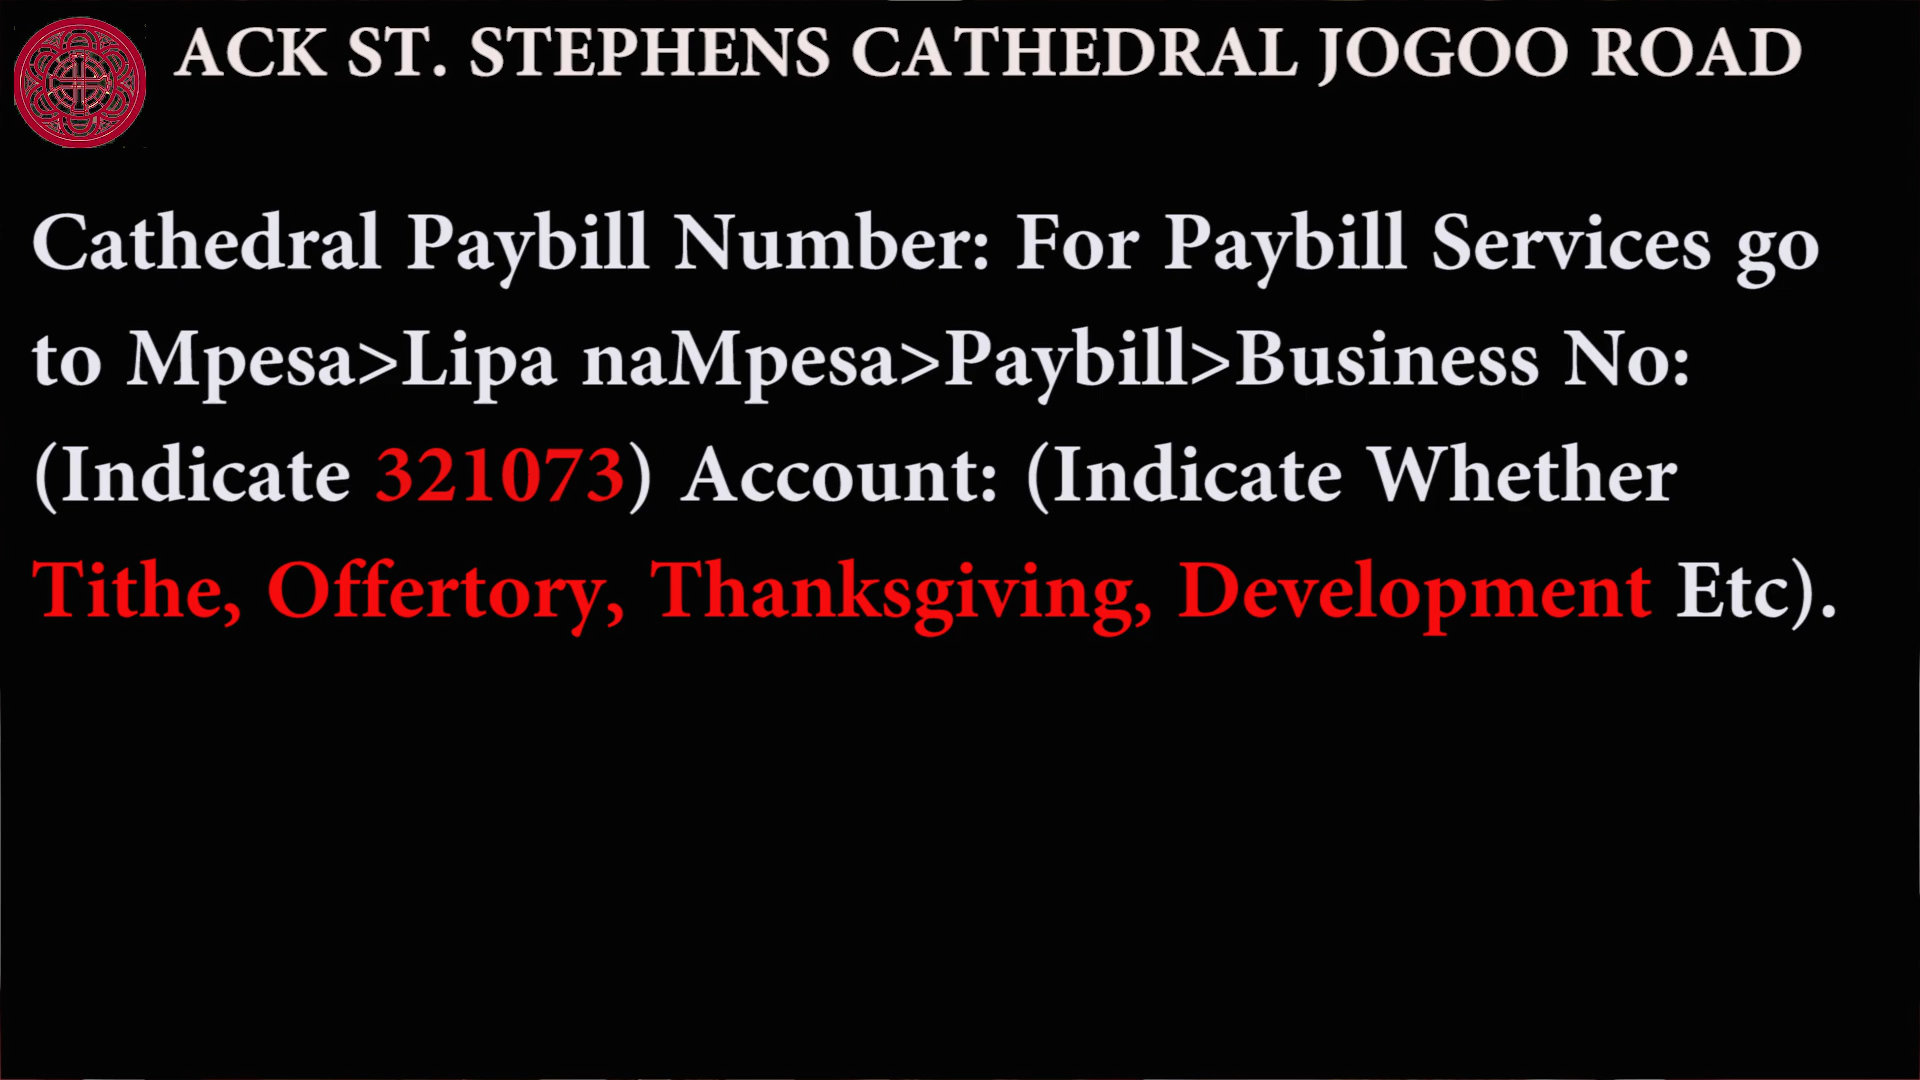 ACK ST. STEPHENS CATHEDRAL JOGOO ROAD
Cathedral Paybill Number: For Paybill Services go
to Mpesa>Lipa naMpesa>Paybill>Business No:
(Indicate 321073) Account: (Indicate Whether
Tithe, Offertory, Thanksgiving, Development Etc).